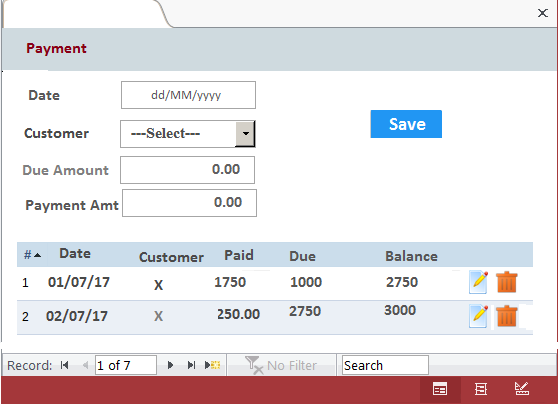 Payment
Date dd/MM/yyyy
Customer ---Select--- Save
Due Amount 0.00
Payment Amt 0.00
# Date Customer Paid Due Balance
1 01/07/17 X 1750 1000 2750
2 02/07/17 X 250.00 2750 3000
Record: 1 of 7 No Filter Search